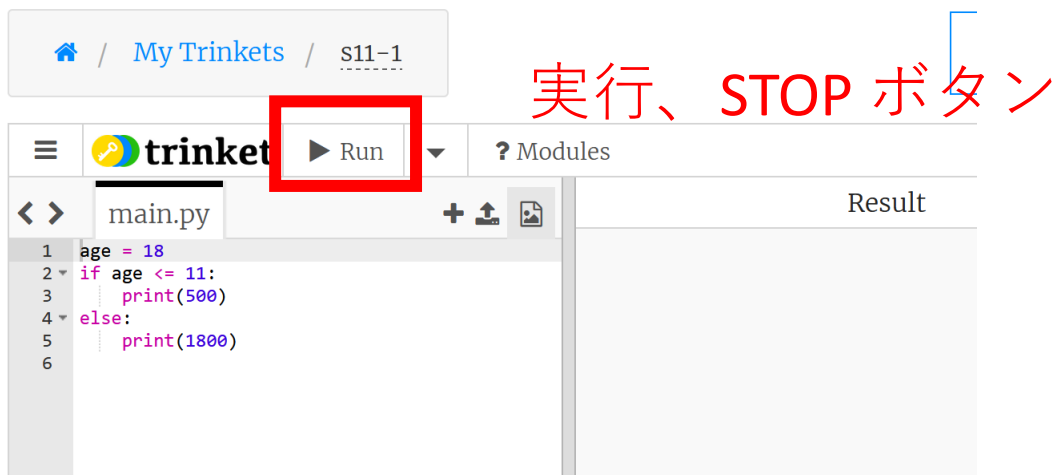 / My Trinkets / s11-1
実行、STOP ボタン
trinket Run ? Modules
main.py
Result
1 age = 18
2 if age <= 11:
3 print(500)
4 else:
5 print(1800)
6